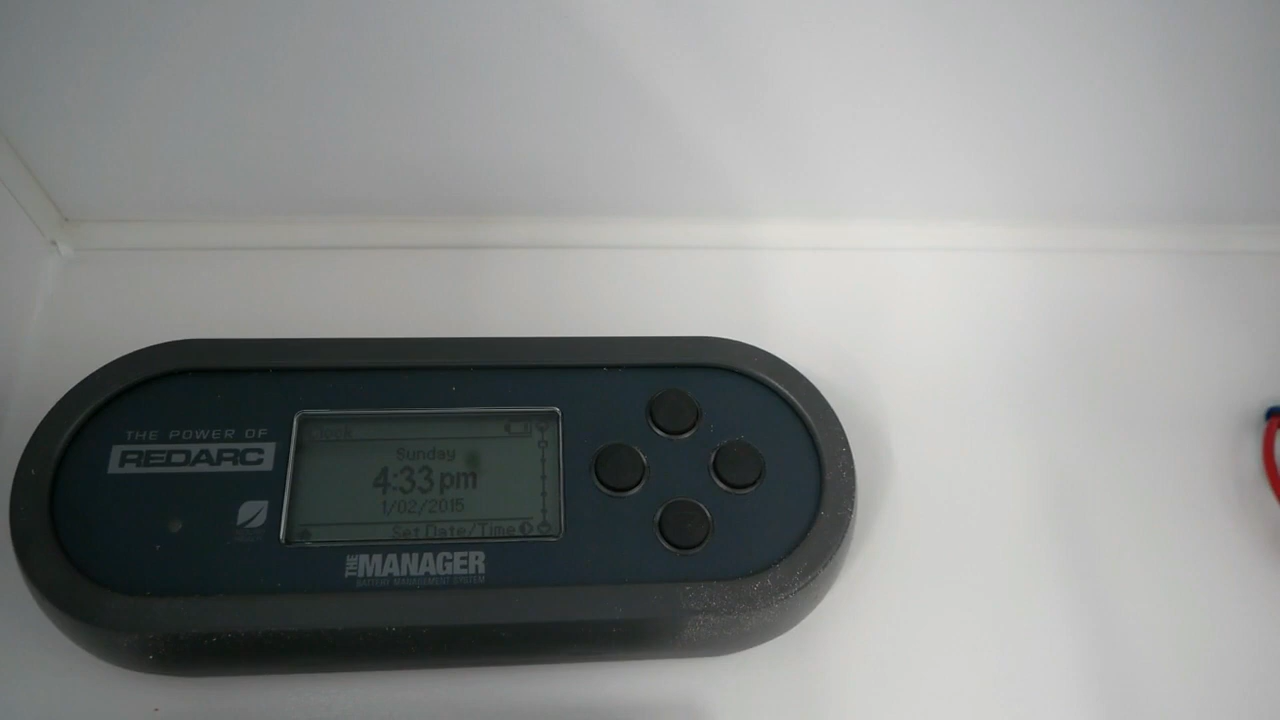 THE POWER OF
REDARC
Clock
Sunday
4:33 pm
1/02/2015
Set Date/Time
THE MANAGER
BATTERY MANAGEMENT SYSTEM